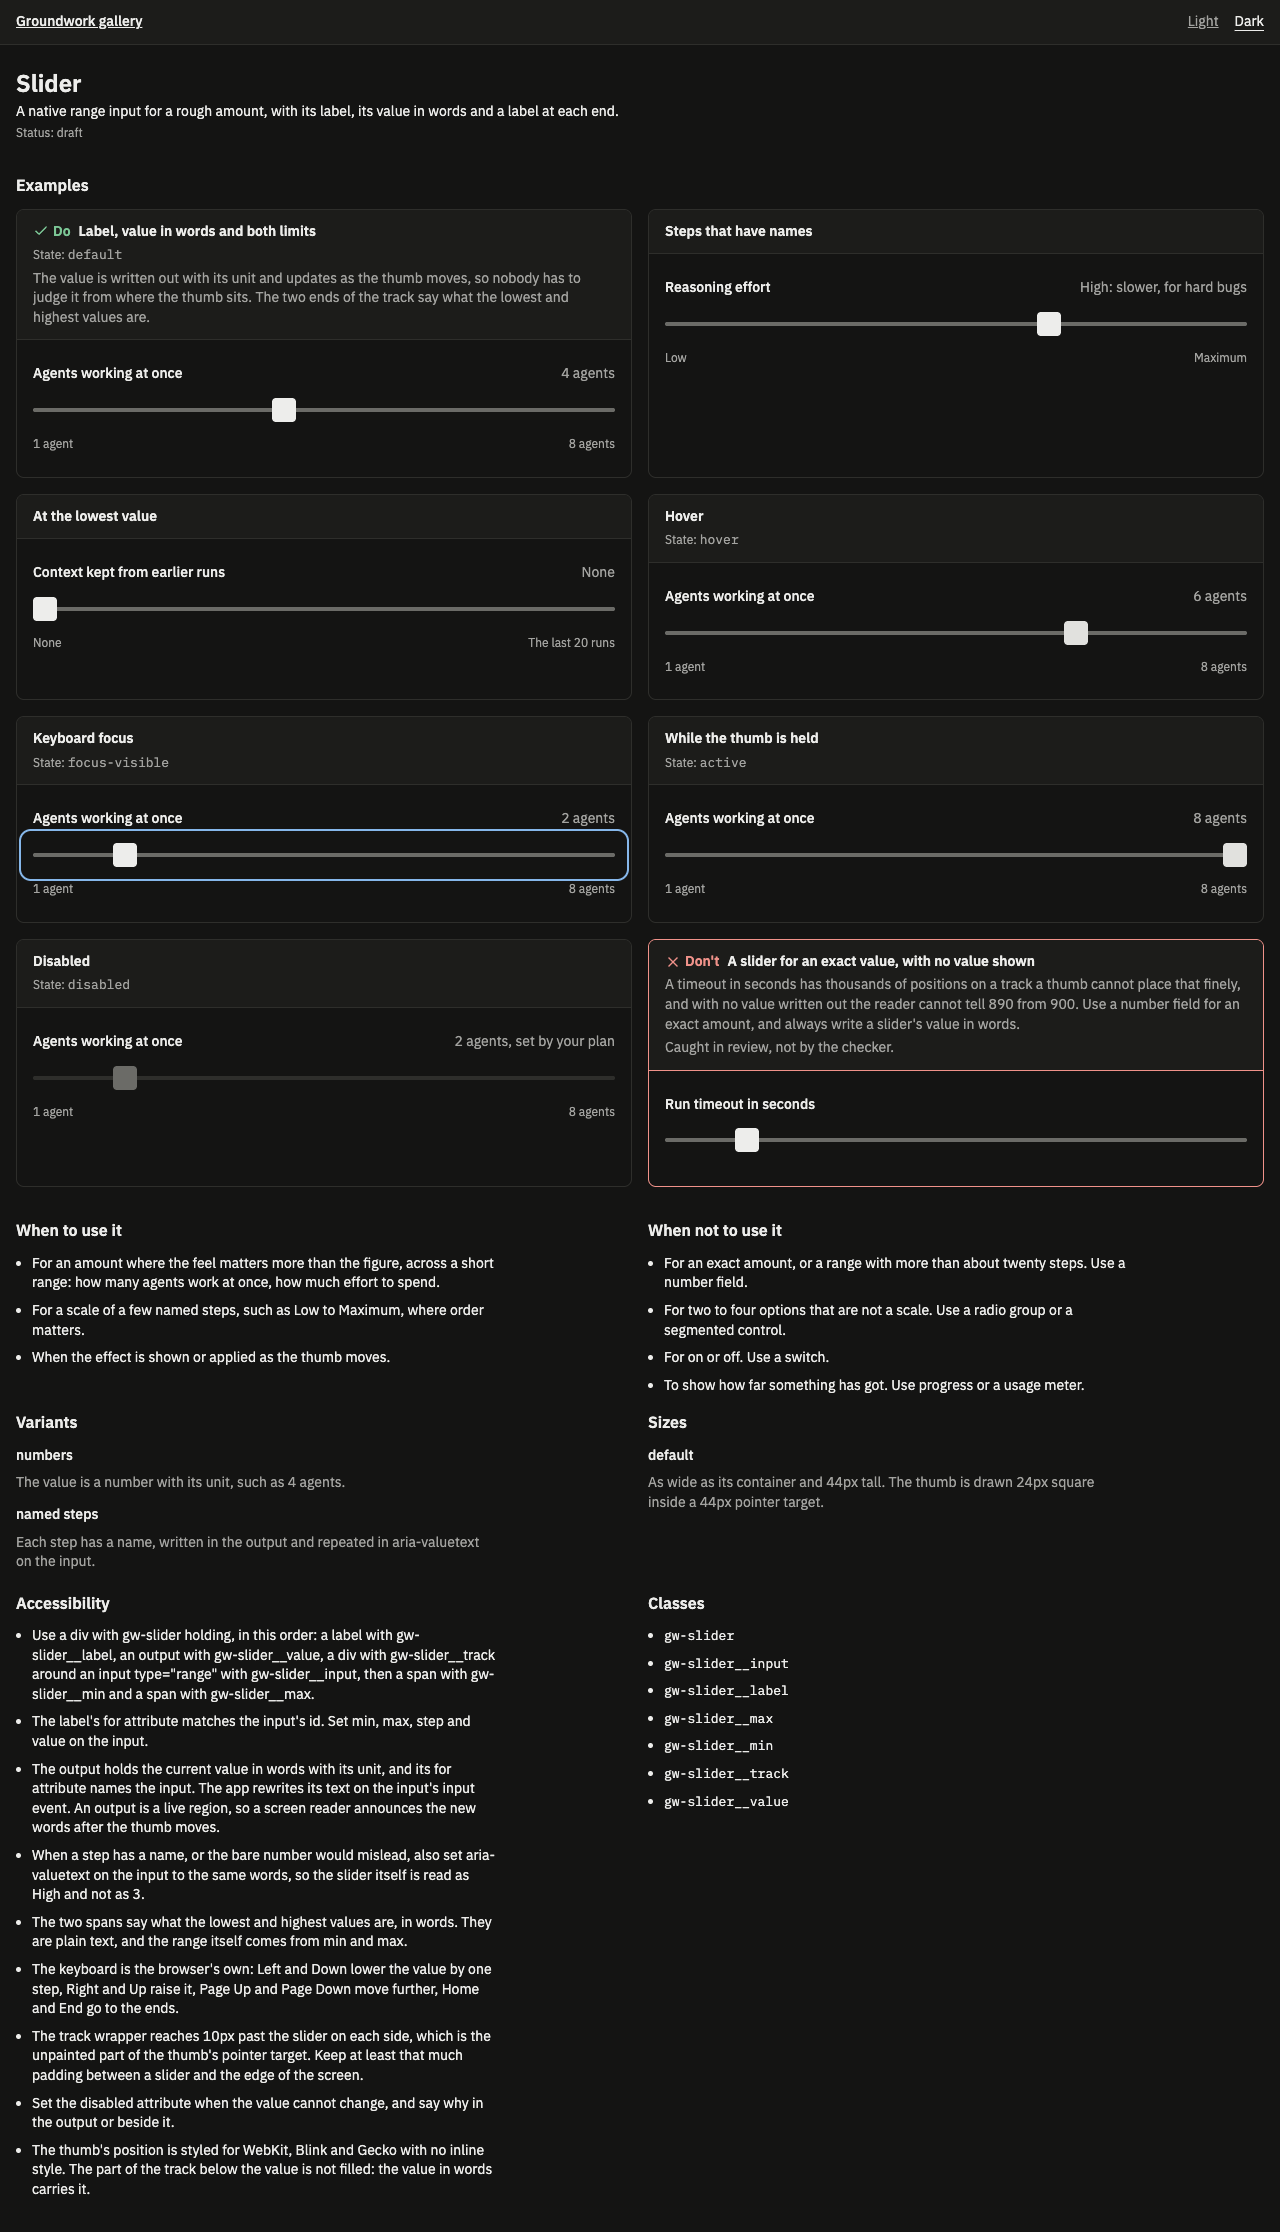 Groundwork gallery
Light
Dark
Slider
A native range input for a rough amount, with its label, its value in words and a label at each end.
Status: draft
Examples
Do Label, value in words and both limits
State: default
The value is written out with its unit and updates as the thumb moves, so nobody has to
judge it from where the thumb sits. The two ends of the track say what the lowest and
highest values are.
Agents working at once
4 agents
1 agent
8 agents
Steps that have names
Reasoning effort
High: slower, for hard bugs
Low
Maximum
At the lowest value
Context kept from earlier runs
None
None
The last 20 runs
Hover
State: hover
Agents working at once
6 agents
1 agent
8 agents
Keyboard focus
State: focus-visible
Agents working at once
2 agents
1 agent
8 agents
While the thumb is held
State: active
Agents working at once
8 agents
1 agent
8 agents
Disabled
State: disabled
Agents working at once
2 agents, set by your plan
1 agent
8 agents
Don't A slider for an exact value, with no value shown
A timeout in seconds has thousands of positions on a track a thumb cannot place that finely,
and with no value written out the reader cannot tell 890 from 900. Use a number field for an
exact amount, and always write a slider's value in words.
Caught in review, not by the checker.
Run timeout in seconds
When to use it
For an amount where the feel matters more than the figure, across a short
range: how many agents work at once, how much effort to spend.
For a scale of a few named steps, such as Low to Maximum, where order
matters.
When the effect is shown or applied as the thumb moves.
When not to use it
For an exact amount, or a range with more than about twenty steps. Use a
number field.
For two to four options that are not a scale. Use a radio group or a
segmented control.
For on or off. Use a switch.
To show how far something has got. Use progress or a usage meter.
Variants
numbers
The value is a number with its unit, such as 4 agents.
named steps
Each step has a name, written in the output and repeated in aria-valuetext
on the input.
Sizes
default
As wide as its container and 44px tall. The thumb is drawn 24px square
inside a 44px pointer target.
Accessibility
Use a div with gw-slider holding, in this order: a label with gw-
slider__label, an output with gw-slider__value, a div with gw-slider__track
around an input type="range" with gw-slider__input, then a span with gw-
slider__min and a span with gw-slider__max.
The label's for attribute matches the input's id. Set min, max, step and
value on the input.
The output holds the current value in words with its unit, and its for
attribute names the input. The app rewrites its text on the input's input
event. An output is a live region, so a screen reader announces the new
words after the thumb moves.
When a step has a name, or the bare number would mislead, also set aria-
valuetext on the input to the same words, so the slider itself is read as
High and not as 3.
The two spans say what the lowest and highest values are, in words. They
are plain text, and the range itself comes from min and max.
The keyboard is the browser's own: Left and Down lower the value by one
step, Right and Up raise it, Page Up and Page Down move further, Home
and End go to the ends.
The track wrapper reaches 10px past the slider on each side, which is the
unpainted part of the thumb's pointer target. Keep at least that much
padding between a slider and the edge of the screen.
Set the disabled attribute when the value cannot change, and say why in
the output or beside it.
The thumb's position is styled for WebKit, Blink and Gecko with no inline
style. The part of the track below the value is not filled: the value in words
carries it.
Classes
gw-slider
gw-slider__input
gw-slider__label
gw-slider__max
gw-slider__min
gw-slider__track
gw-slider__value